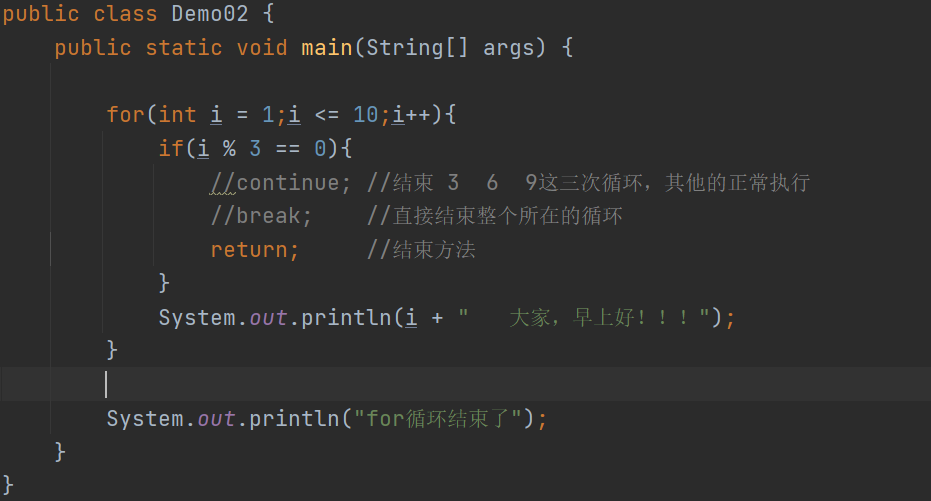 public class Demo02 {
    public static void main(String[] args) {

        for(int i = 1;i <= 10;i++){
            if(i % 3 == 0){
                //continue; //结束 3  6  9这三次循环，其他的正常执行
                //break;    //直接结束整个所在的循环
                return;     //结束方法
            }
            System.out.println(i + "   大家，早上好！！！");
        }

        System.out.println("for循环结束了");
    }
}